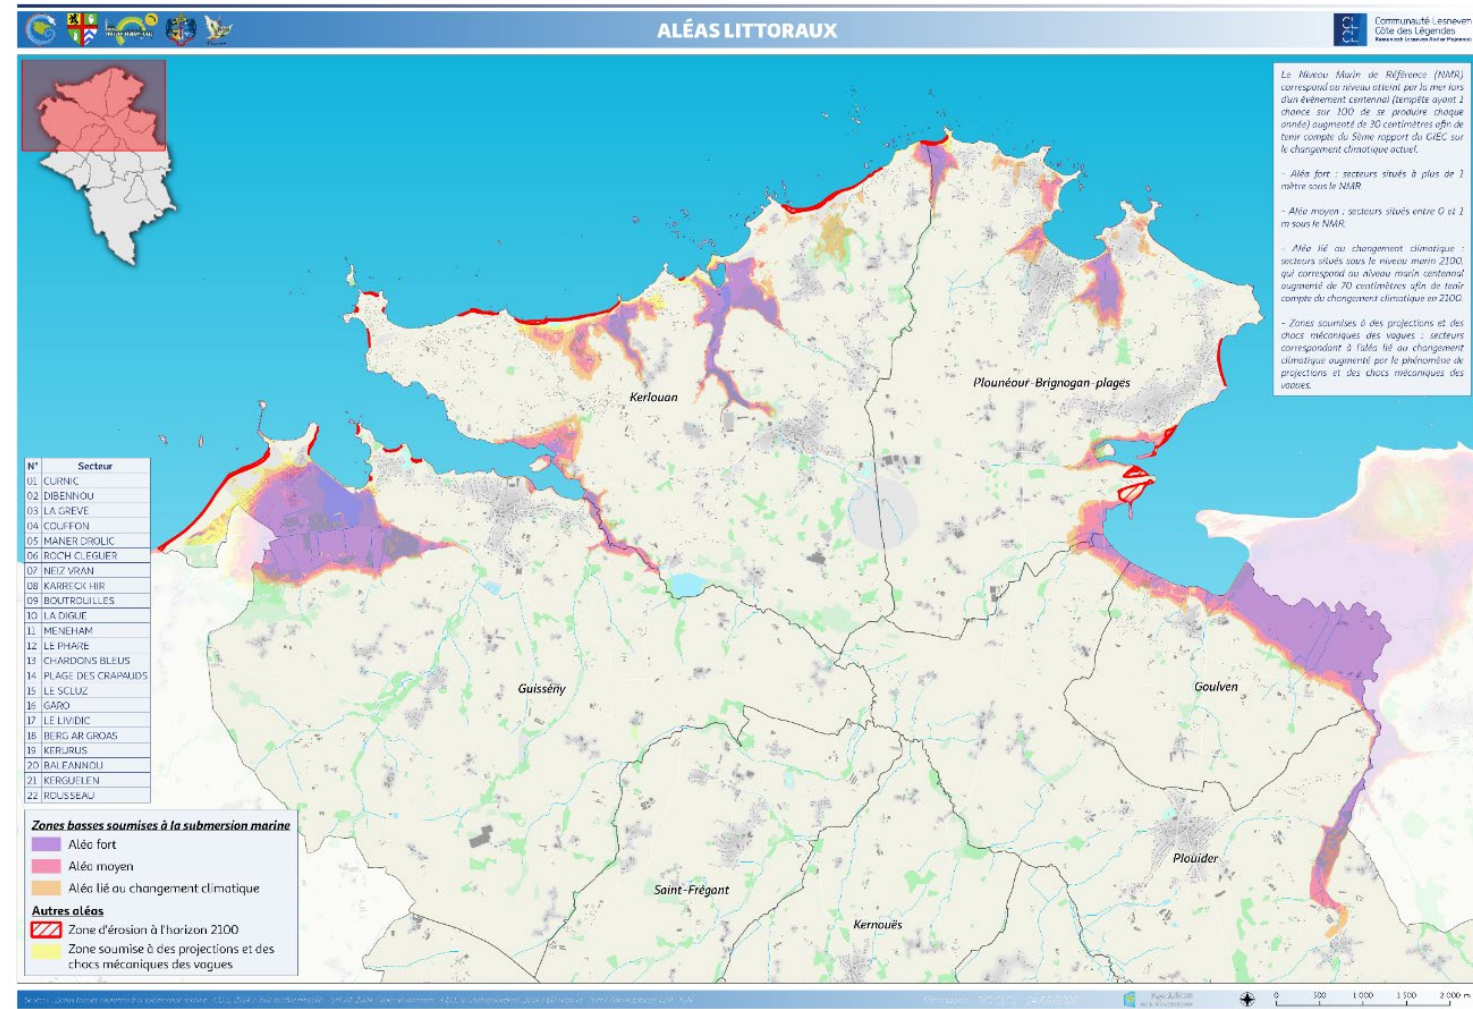 ALÉAS LITTORAUX
Communauté Lesneven
Côte des Légendes
Le Niveau Marin de Référence (NMR)
correspond au niveau atteint par la mer lors
d'un évènement centennal (tempête ayant 1
chance sur 100 de se produire chaque
année) augmenté de 30 centimètres afin de
tenir compte du 5ème rapport du GIEC sur
le changement climatique actuel.
- Aléa fort : secteurs situés à plus de 1
mètre sous le NMR
- Aléa moyen : secteurs situés entre 0 et 1
m sous le NMR.
- Aléa lié au changement climatique :
secteurs situés sous le niveau marin 2100,
qui correspond au niveau marin centennal
augmenté de 70 centimètres afin de tenir
compte du changement climatique en 2100.
- Zones soumises à des projections et des
chocs mécaniques des vagues : secteurs
correspondant à l'aléa lié au changement
climatique augmenté par le phénomène de
projections et des chocs mécaniques des
vagues.
Plounéour-Brignogan-plages
Kerlouan
Guissény
Goulven
Plouider
Saint-Frégant
Kernouës
N° Secteur
01 CURNIC
02 DIBENNOU
03 LA GREVE
04 COUFFON
05 MANER DROLIC
06 ROC'H CLEGUER
07 NEIZ VRAN
08 KARRECK HIR
09 BOUTROUILLES
10 LA DIGUE
11 MENEHAM
12 LE PHARE
13 CHARDONS BLEUS
14 PLAGE DES CRAPAUDS
15 LE SCLUZ
16 GARO
17 LE LIVIDIC
18 BERG AR GROAS
19 KERURUS
20 BALEANNOU
21 KERGUELEN
22 ROUSSEAU
Zones basses soumises à la submersion marine
Aléa fort
Aléa moyen
Aléa lié au changement climatique
Autres aléas
Zone d'érosion à l'horizon 2100
Zone soumise à des projections et des
chocs mécaniques des vagues
0 500 1 000 1 500 2 000 m